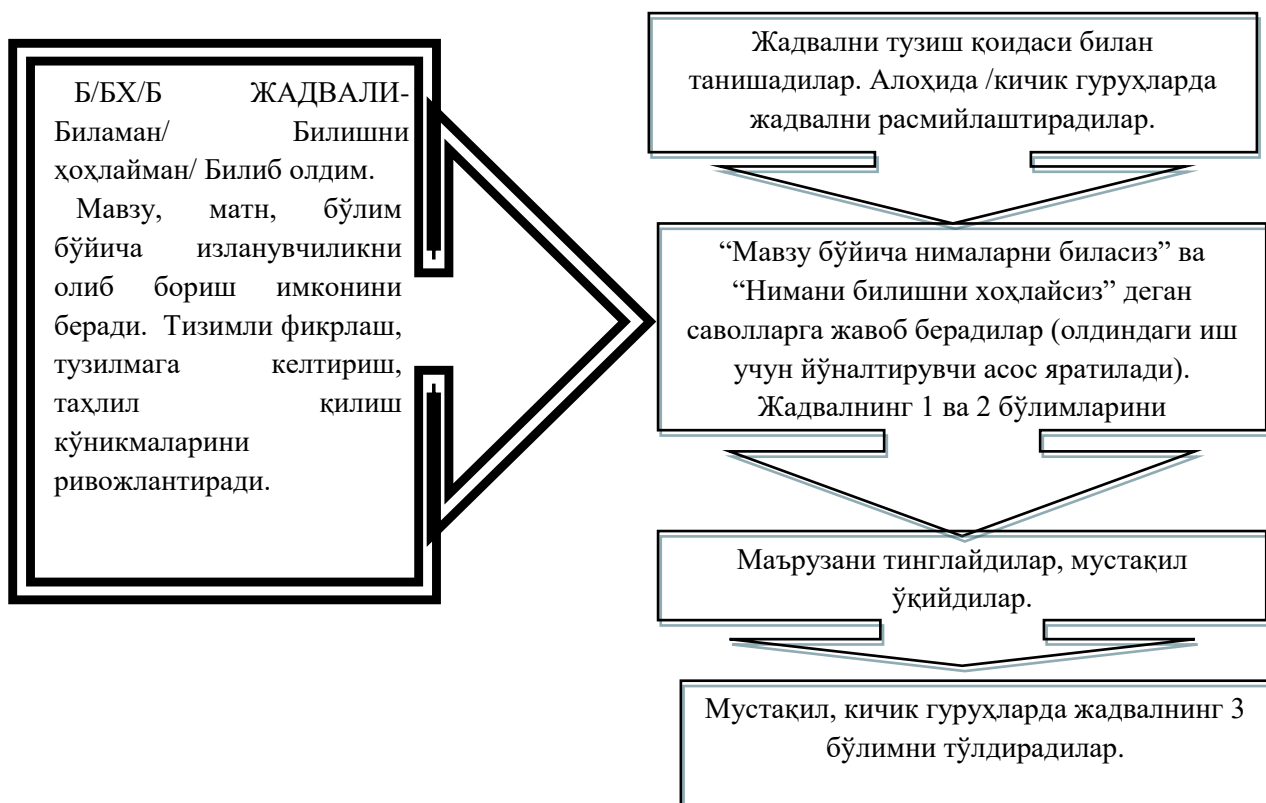 Б/БХ/Б ЖАДВАЛИ-
Биламан/ Билишни
ҳоҳлайман/ Билиб олдим.
Мавзу, матн, бўлим
бўйича изланувчиликни
олиб бориш имконини
беради. Тизимли фикрлаш,
тузилмага келтириш,
таҳлил қилиш
кўникмаларини
ривожлантиради.
Жадвални тузиш қоидаси билан
танишадилар. Алоҳида /кичик гуруҳларда
жадвални расмийлаштирадилар.
“Мавзу бўйича нималарни биласиз” ва
“Нимани билишни хоҳлайсиз” деган
саволларга жавоб берадилар (олдиндаги иш
учун йўналтирувчи асос яратилади).
Жадвалнинг 1 ва 2 бўлимларини
Маърузани тинглайдилар, мустақил
ўқийдилар.
Мустақил, кичик гуруҳларда жадвалнинг 3
бўлимни тўлдирадилар.